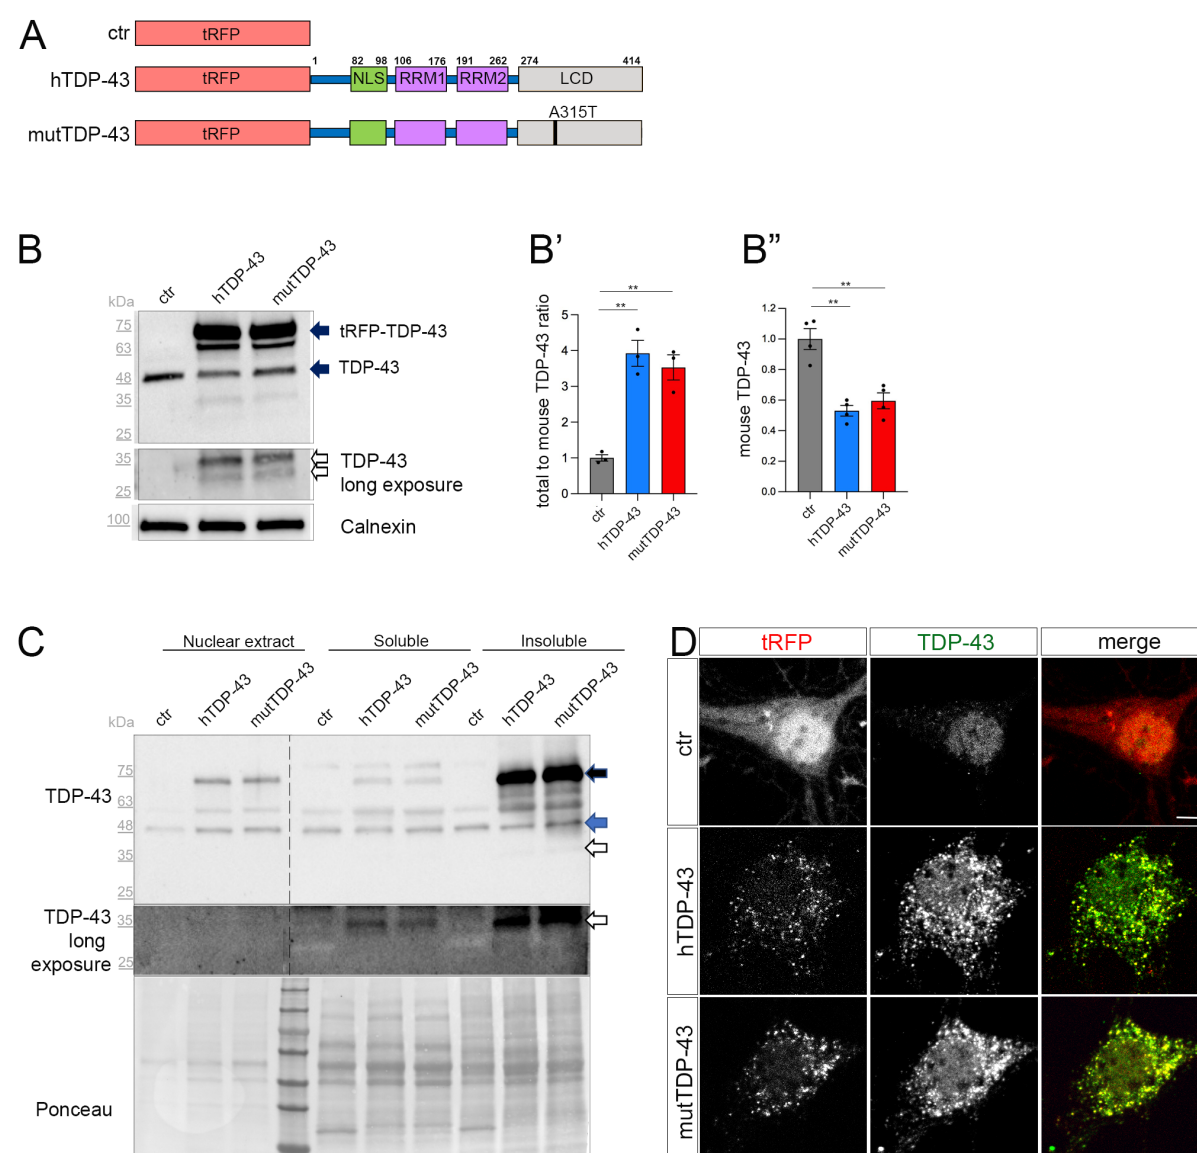 A
ctr
tRFP
hTDP-43
tRFP
1
82 98 106 176 191 262 274 414
NLS RRM1 RRM2 LCD
A315T
mutTDP-43
tRFP
B
ctr
hTDP-43
mutTDP-43
kDa
75
63
48
35
25
tRFP-TDP-43
TDP-43
35
25
TDP-43
long exposure
100
Calnexin
B’
total to mouse TDP-43 ratio
5
4
3
2
1
0
**
**
ctr
hTDP-43
mutTDP-43
B”
mouse TDP-43
1.2
1.0
0.8
0.6
0.4
0.2
0.0
**
**
ctr
hTDP-43
mutTDP-43
C
Nuclear extract Soluble Insoluble
ctr
hTDP-43
mutTDP-43
ctr
hTDP-43
mutTDP-43
ctr
hTDP-43
mutTDP-43
kDa
75
63
48
35
25
TDP-43
TDP-43
long
exposure
35
25
Ponceau
D
tRFP TDP-43 merge
ctr
hTDP-43
mutTDP-43